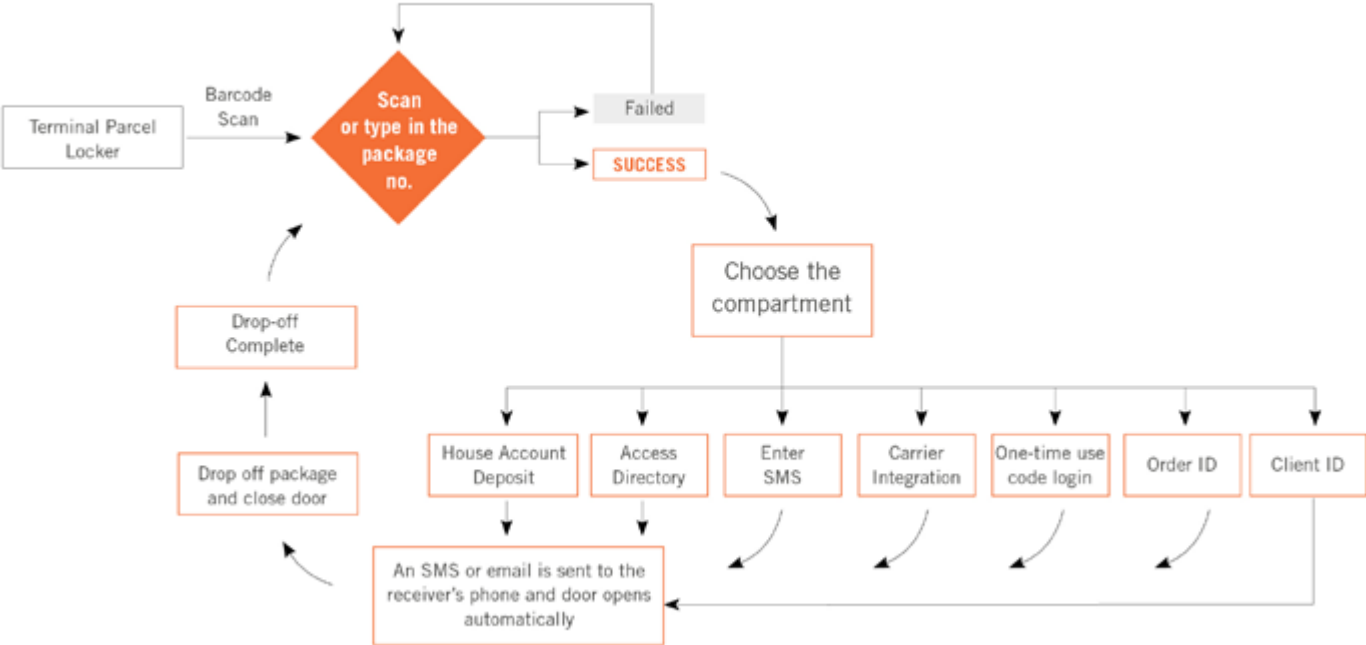 Barcode
Scan
Terminal Parcel
Locker
Scan
or type in the
package
no.
Failed
SUCCESS
Choose the
compartment
Drop-off
Complete
House Account
Deposit
Access
Directory
Enter
SMS
Carrier
Integration
One-time use
code login
Order ID
Client ID
Drop off package
and close door
An SMS or email is sent to the
receiver's phone and door opens
automatically